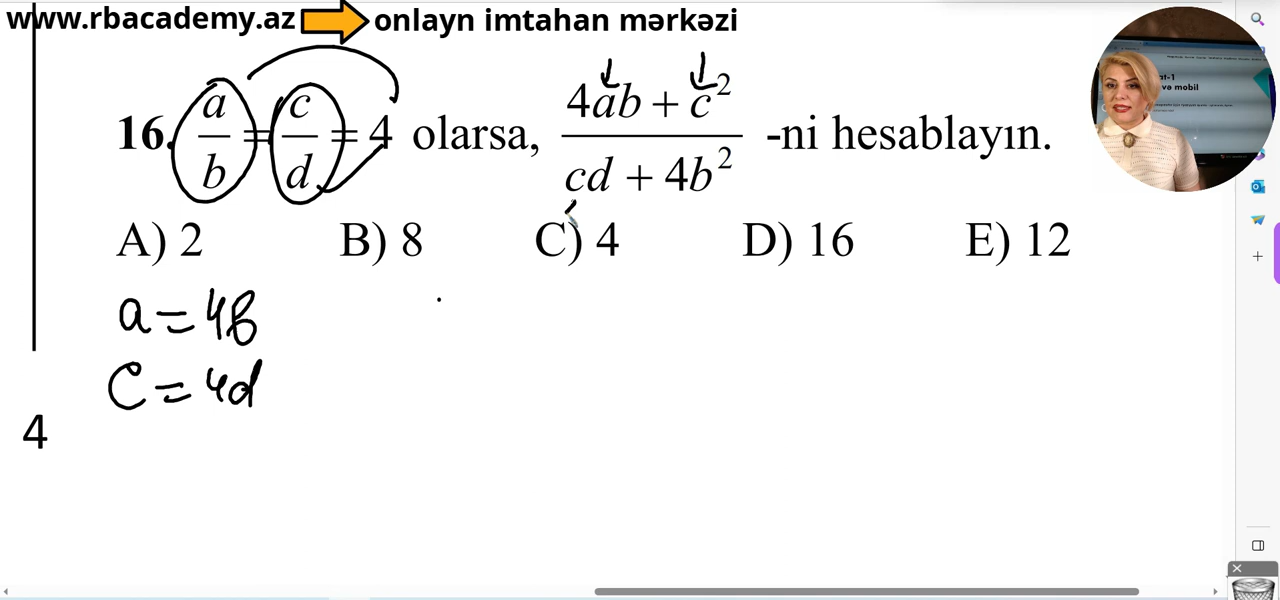 www.rbacademy.az onlayn imtahan mərkəzi
16. a/b = c/d = 4 olarsa, (4ab + c²)/(cd + 4b²) -ni hesablayın.
A) 2 B) 8 C) 4 D) 16 E) 12
a = 4b
c = 4d
4